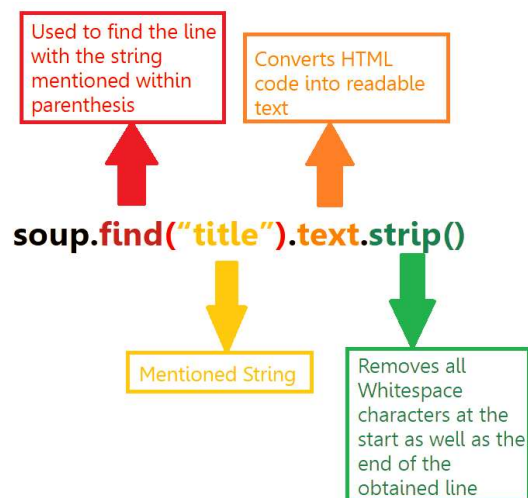 Used to find the line
with the string
mentioned within
parenthesis
Converts HTML
code into readable
text
soup.find(“title”).text.strip()
Mentioned String
Removes all
Whitespace
characters at the
start as well as the
end of the
obtained line